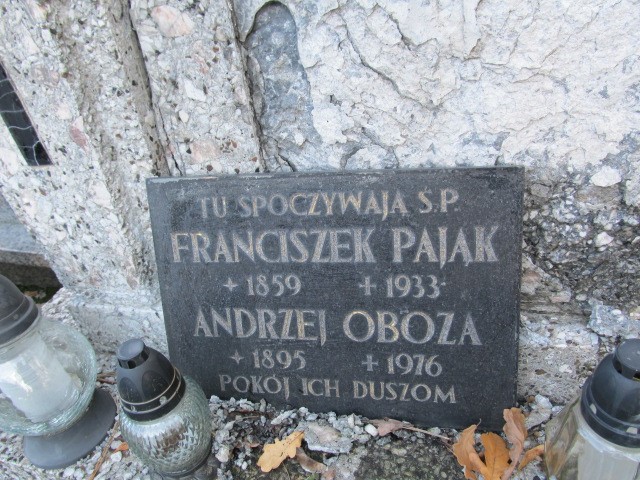 TU SPOCZYWAJĄ Ś.P.
FRANCISZEK PAJĄK
* 1859 + 1933
ANDRZEJ OBOZA
* 1895 + 1976
POKÓJ ICH DUSZOM